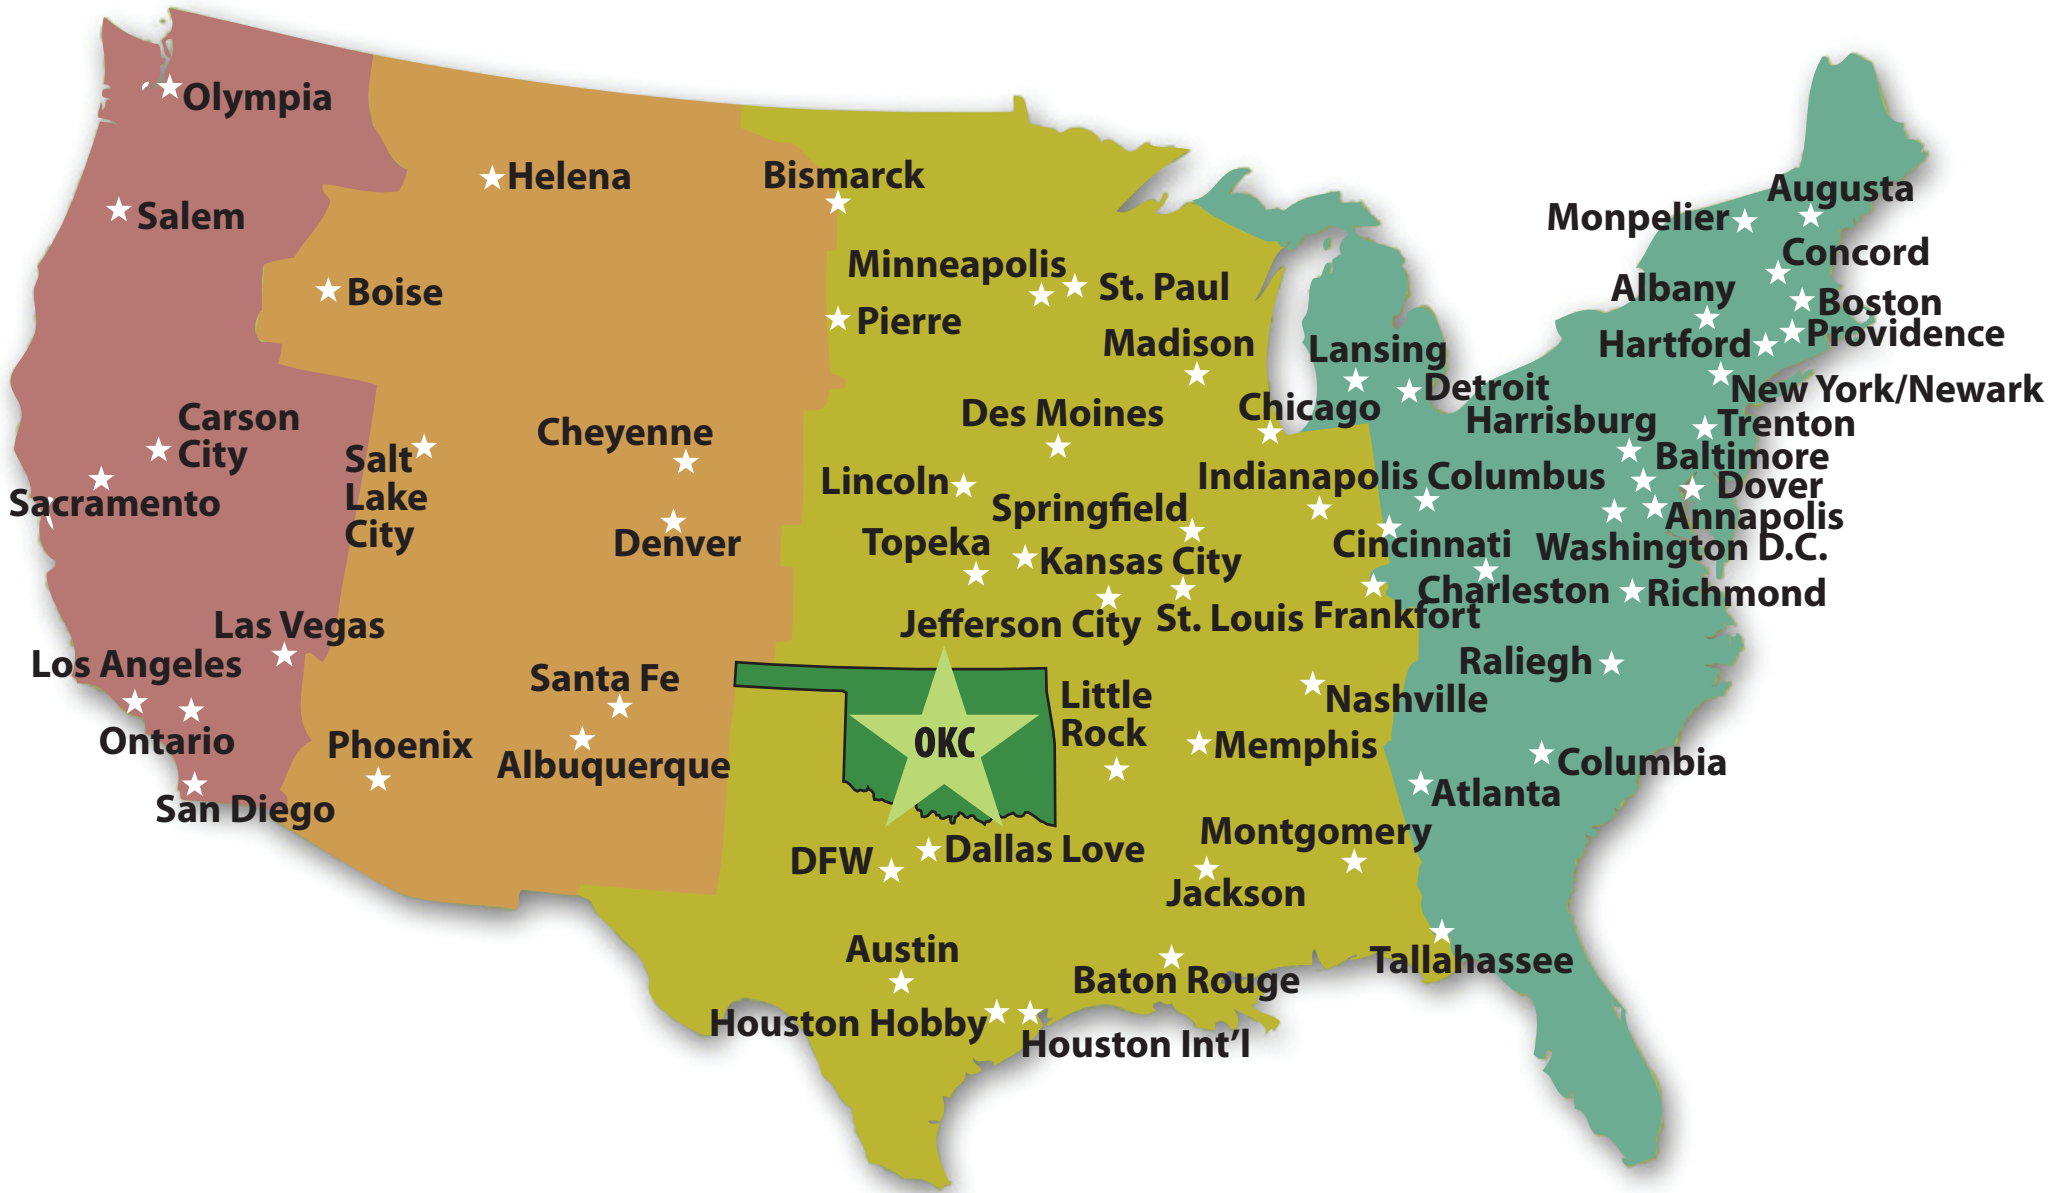 Olympia
Helena
Bismarck
Augusta
Salem
Monpelier
Concord
Minneapolis
St. Paul
Albany
Boise
Boston
Pierre
Providence
Madison
Hartford
Lansing
Detroit
New York/Newark
Chicago
Des Moines
Harrisburg
Trenton
Carson
City
Cheyenne
Baltimore
Salt
Lake
City
Lincoln
Indianapolis
Columbus
Dover
Sacramento
Springfield
Annapolis
Denver
Topeka
Kansas City
Cincinnati
Washington D.C.
Charleston
Richmond
Las Vegas
Jefferson City
St. Louis
Frankfort
Los Angeles
Santa Fe
Raliegh
Little
Rock
Nashville
Ontario
Phoenix
OKC
Memphis
Albuquerque
Columbia
San Diego
Atlanta
Montgomery
DFW
Dallas Love
Jackson
Austin
Tallahassee
Baton Rouge
Houston Hobby
Houston Int'l